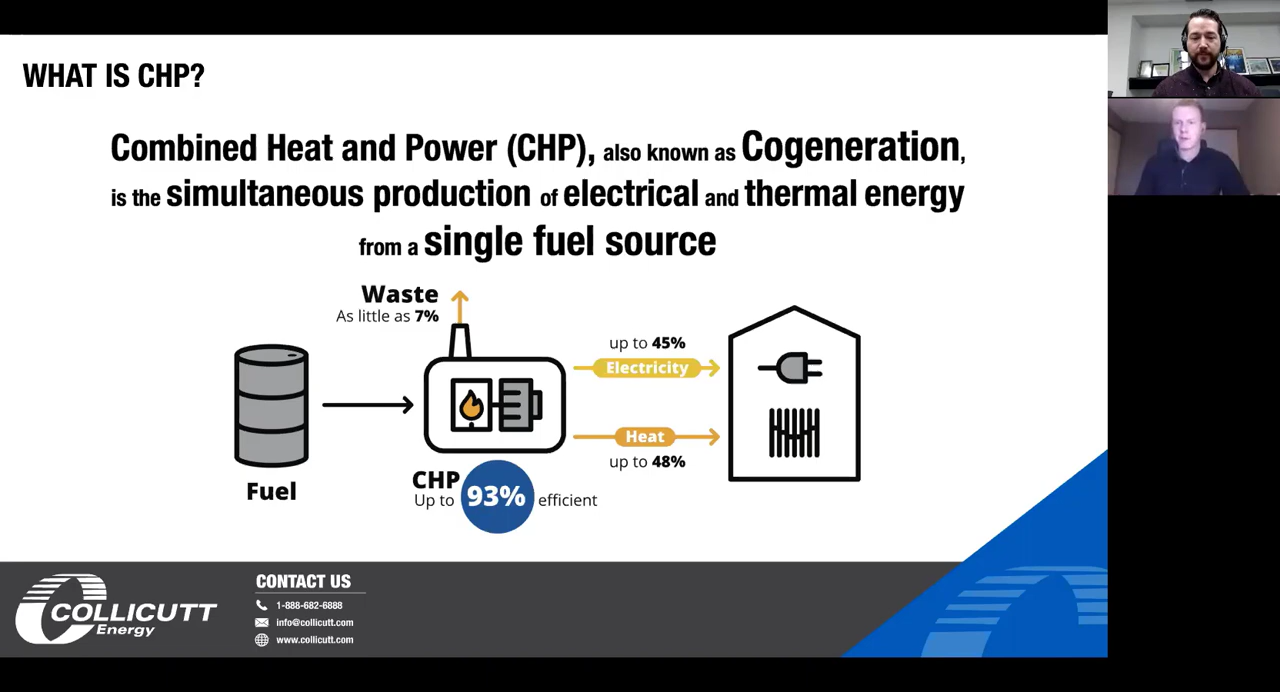 WHAT IS CHP?
Combined Heat and Power (CHP), also known as Cogeneration,
is the simultaneous production of electrical and thermal energy
from a single fuel source
Waste
As little as 7%
up to 45%
Electricity
Heat
up to 48%
Fuel
CHP
Up to 93% efficient
COLLICUTT
Energy
CONTACT US
1-888-682-6888
info@collicutt.com
www.collicutt.com